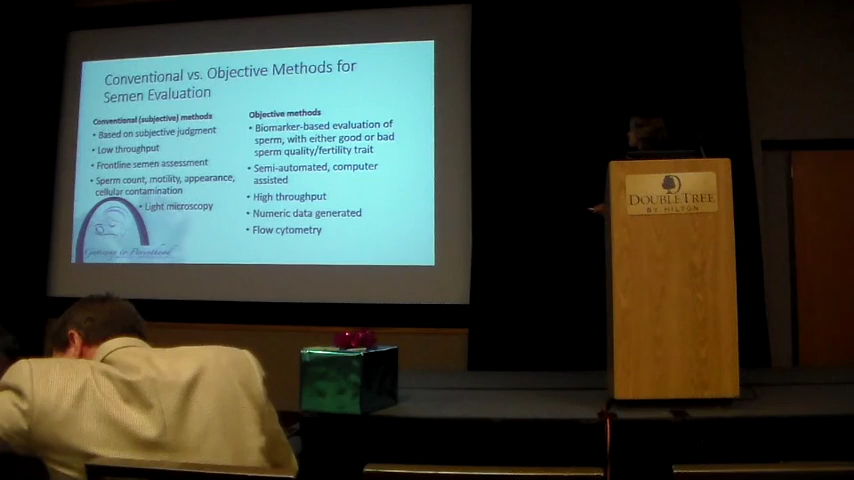 Conventional vs. Objective Methods for
Semen Evaluation
Conventional (subjective) methods
• Based on subjective judgment
• Low throughput
• Frontline semen assessment
• Sperm count, motility, appearance,
cellular contamination
• Light microscopy
Gateway to Parenthood
Objective methods
• Biomarker-based evaluation of
sperm, with either good or bad
sperm quality/fertility trait
• Semi-automated, computer
assisted
• High throughput
• Numeric data generated
• Flow cytometry
DOUBLETREE
BY HILTON